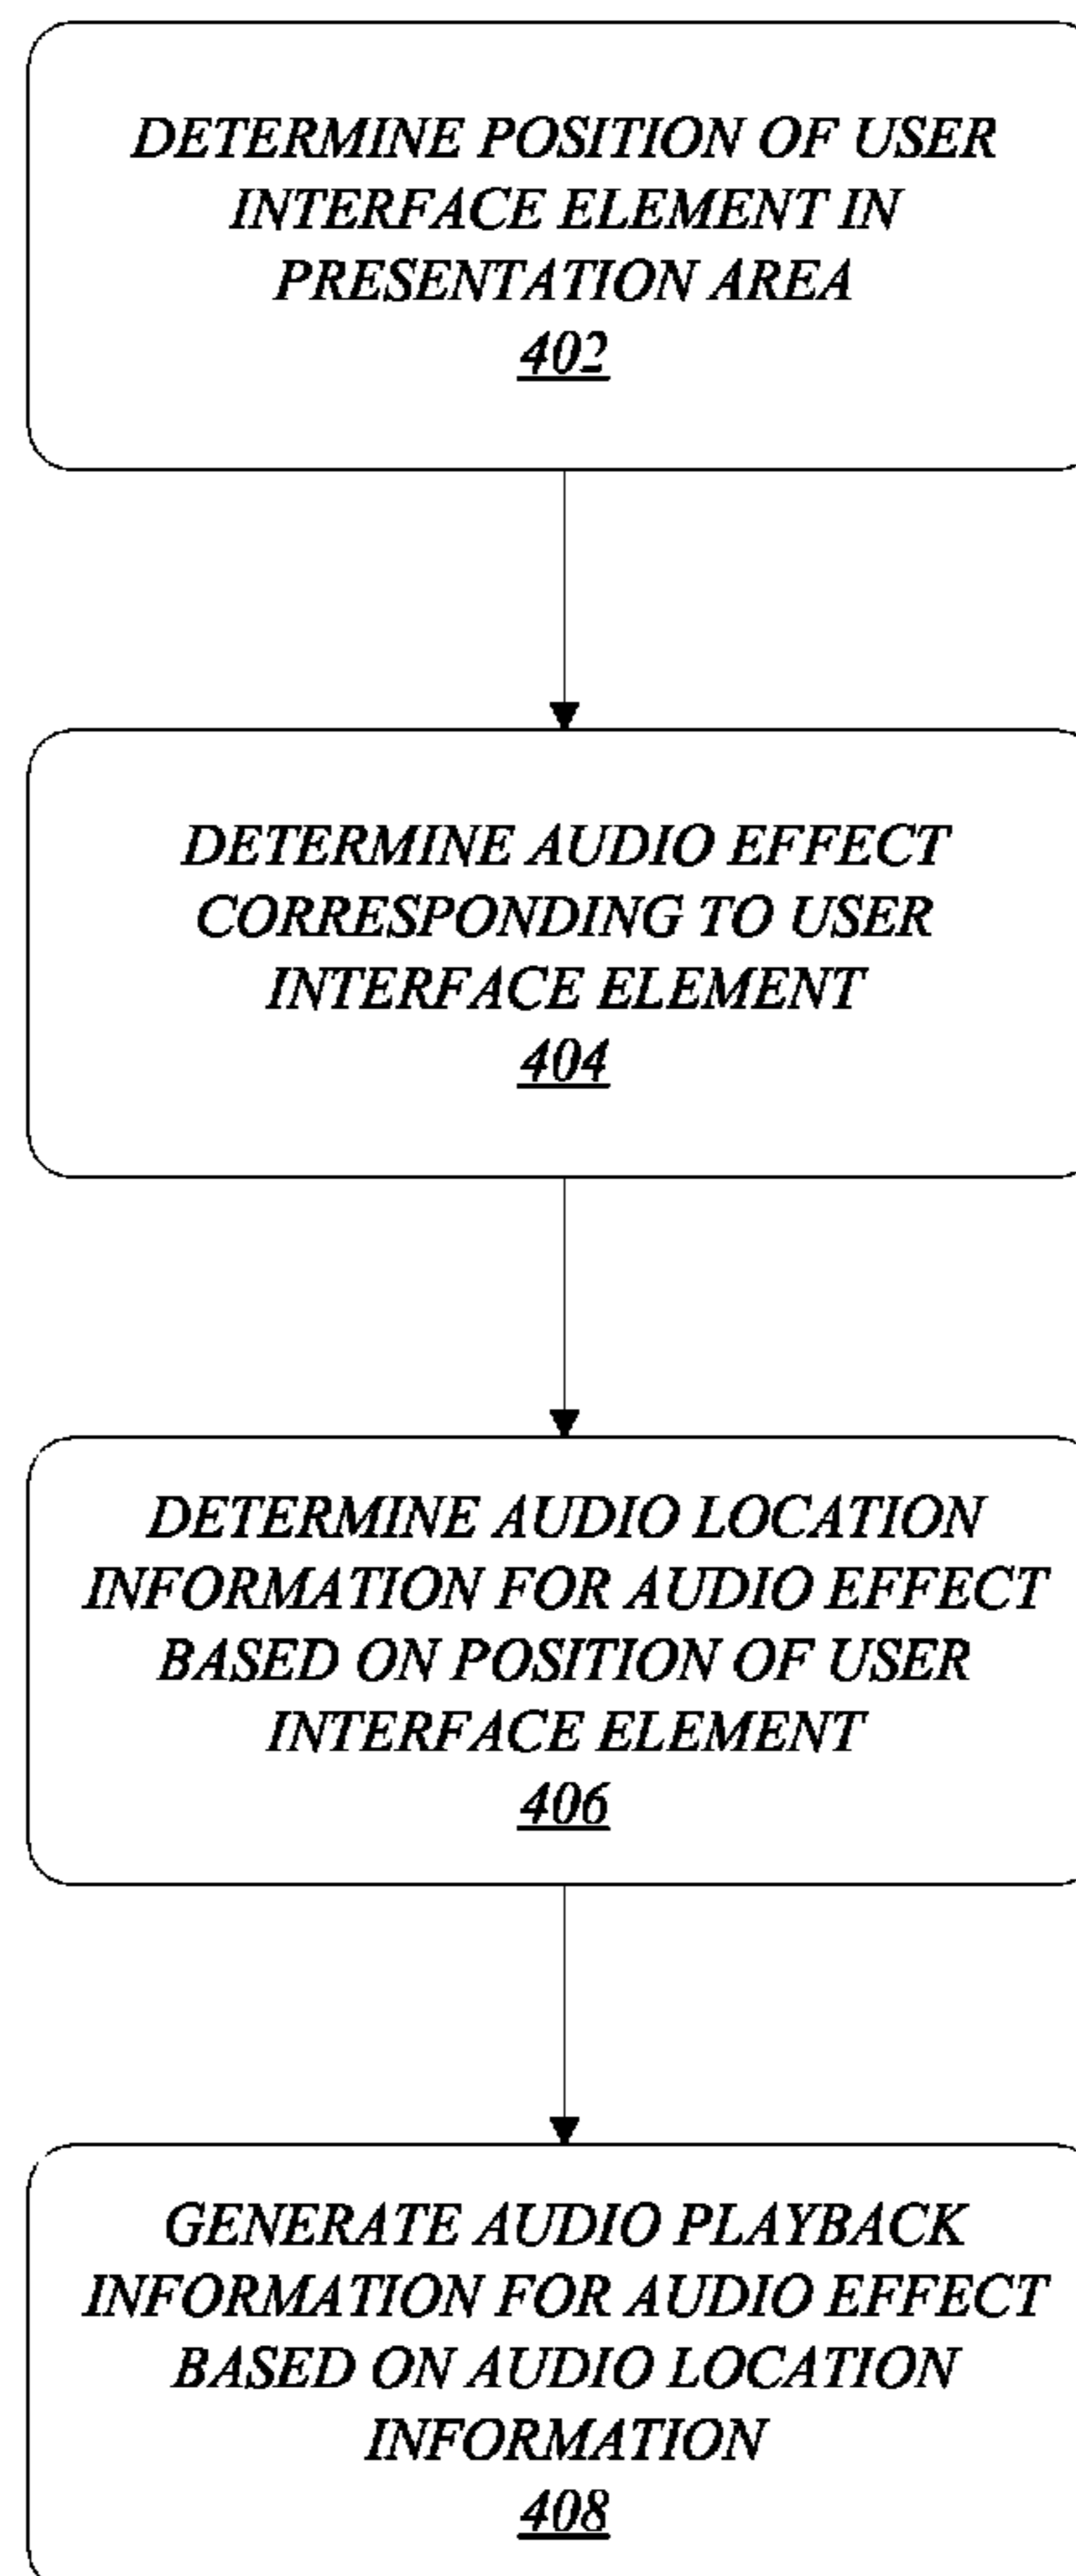 DETERMINE POSITION OF USER
INTERFACE ELEMENT IN
PRESENTATION AREA
402
DETERMINE AUDIO EFFECT
CORRESPONDING TO USER
INTERFACE ELEMENT
404
DETERMINE AUDIO LOCATION
INFORMATION FOR AUDIO EFFECT
BASED ON POSITION OF USER
INTERFACE ELEMENT
406
GENERATE AUDIO PLAYBACK
INFORMATION FOR AUDIO EFFECT
BASED ON AUDIO LOCATION
INFORMATION
408